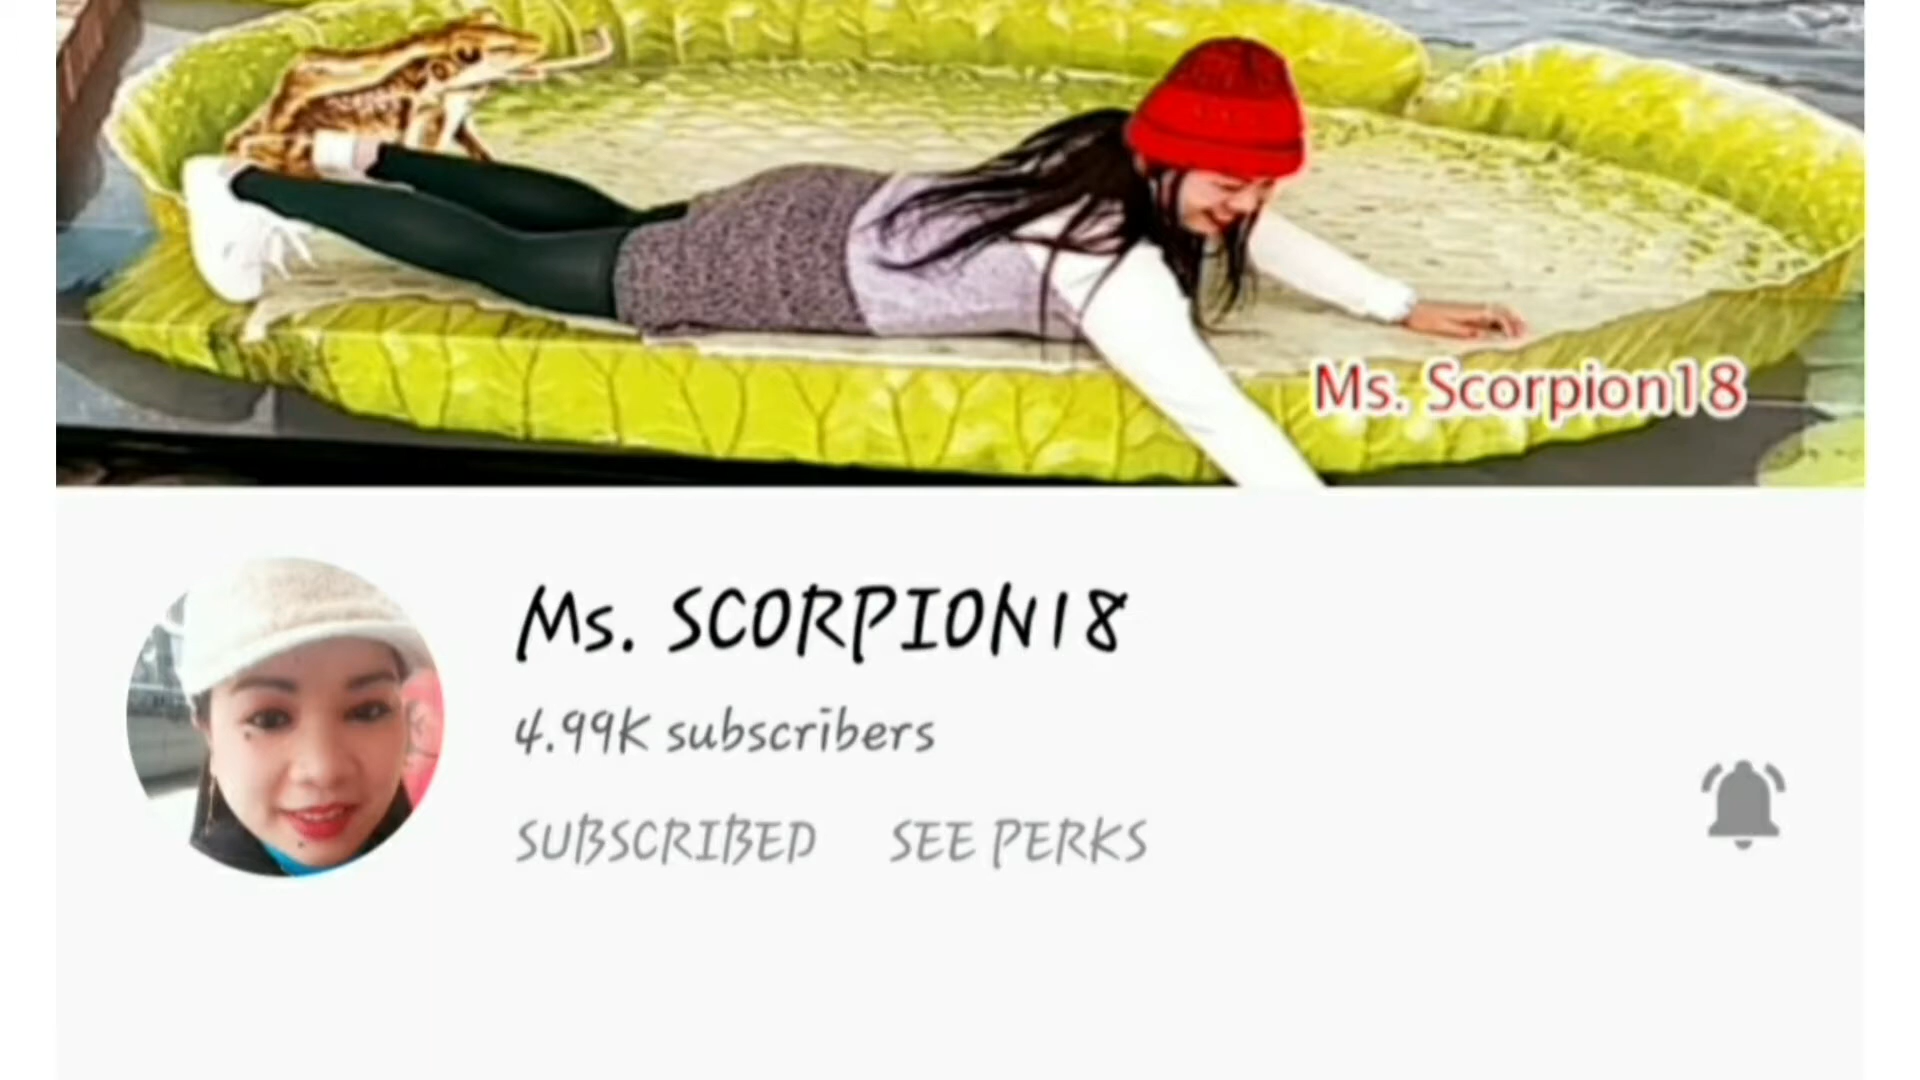 Ms. Scorpion18
Ms. SCORPION18
4.99K subscribers
SUBSCRIBED SEE PERKS